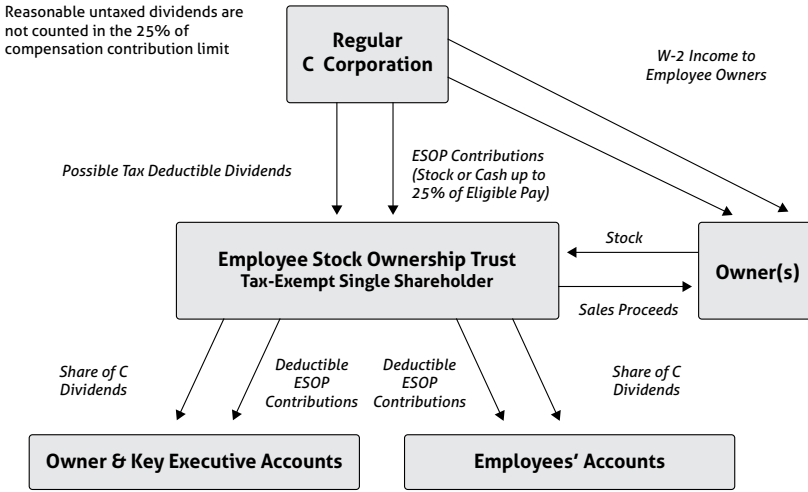 Reasonable untaxed dividends are
not counted in the 25% of
compensation contribution limit
Regular
C Corporation
W-2 Income to
Employee Owners
Possible Tax Deductible Dividends
ESOP Contributions
(Stock or Cash up to
25% of Eligible Pay)
Employee Stock Ownership Trust
Tax-Exempt Single Shareholder
Stock
Owner(s)
Sales Proceeds
Share of C
Dividends
Deductible
ESOP
Contributions
Deductible
ESOP
Contributions
Share of C
Dividends
Owner & Key Executive Accounts
Employees’ Accounts